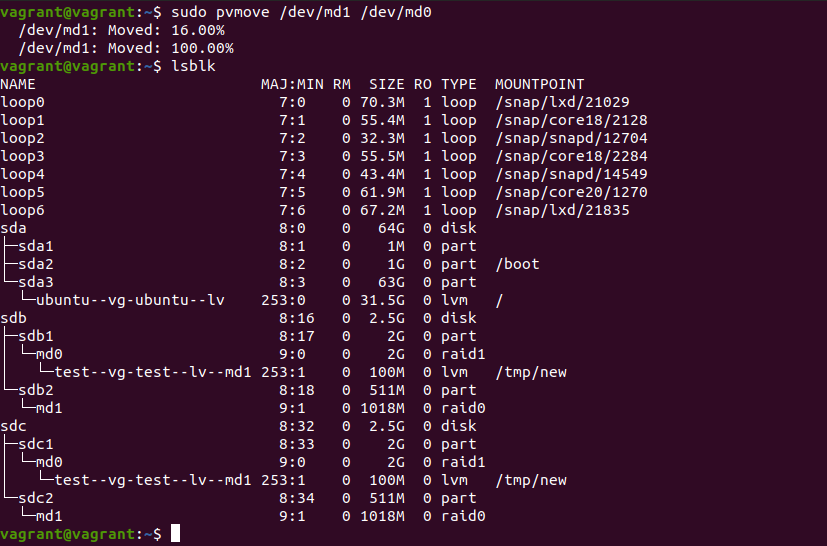 vagrant@vagrant:~$ sudo pvmove /dev/md1 /dev/md0
  /dev/md1: Moved: 16.00%
  /dev/md1: Moved: 100.00%
vagrant@vagrant:~$ lsblk
NAME                         MAJ:MIN RM  SIZE RO TYPE  MOUNTPOINT
loop0                          7:0    0 70.3M  1 loop  /snap/lxd/21029
loop1                          7:1    0 55.4M  1 loop  /snap/core18/2128
loop2                          7:2    0 32.3M  1 loop  /snap/snapd/12704
loop3                          7:3    0 55.5M  1 loop  /snap/core18/2284
loop4                          7:4    0 43.4M  1 loop  /snap/snapd/14549
loop5                          7:5    0 61.9M  1 loop  /snap/core20/1270
loop6                          7:6    0 67.2M  1 loop  /snap/lxd/21835
sda                            8:0    0   64G  0 disk
├─sda1                         8:1    0    1M  0 part
├─sda2                         8:2    0    1G  0 part  /boot
└─sda3                         8:3    0   63G  0 part
  └─ubuntu--vg-ubuntu--lv    253:0    0 31.5G  0 lvm   /
sdb                            8:16   0  2.5G  0 disk
├─sdb1                         8:17   0    2G  0 part
│ └─md0                        9:0    0    2G  0 raid1
│   └─test--vg-test--lv--md1 253:1    0  100M  0 lvm   /tmp/new
└─sdb2                         8:18   0  511M  0 part
  └─md1                        9:1    0 1018M  0 raid0
sdc                            8:32   0  2.5G  0 disk
├─sdc1                         8:33   0    2G  0 part
│ └─md0                        9:0    0    2G  0 raid1
│   └─test--vg-test--lv--md1 253:1    0  100M  0 lvm   /tmp/new
└─sdc2                         8:34   0  511M  0 part
  └─md1                        9:1    0 1018M  0 raid0
vagrant@vagrant:~$